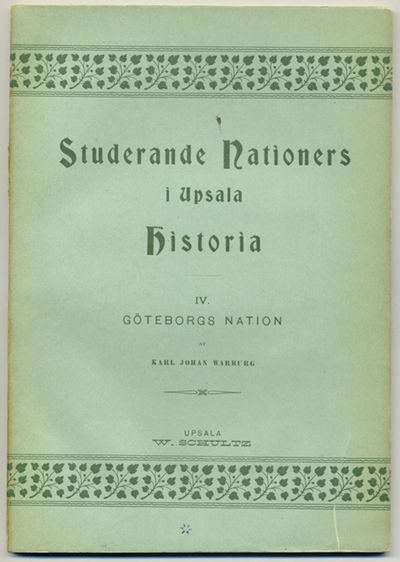 Studerande Nationers
i Upsala
Historia
IV.
GÖTEBORGS NATION
AF
KARL JOHAN WARBURG
UPSALA
W. SCHULTZ